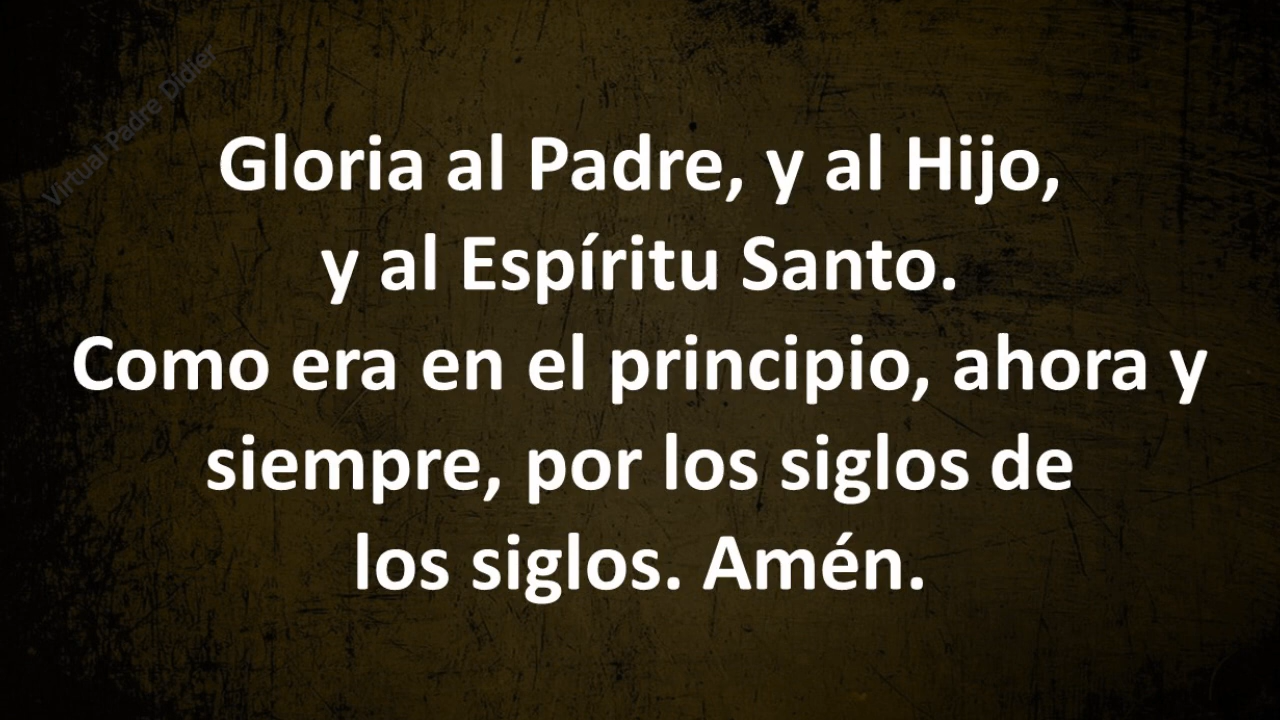 Virtual Padre Didier
Gloria al Padre, y al Hijo,
y al Espíritu Santo.
Como era en el principio, ahora y
siempre, por los siglos de
los siglos. Amén.